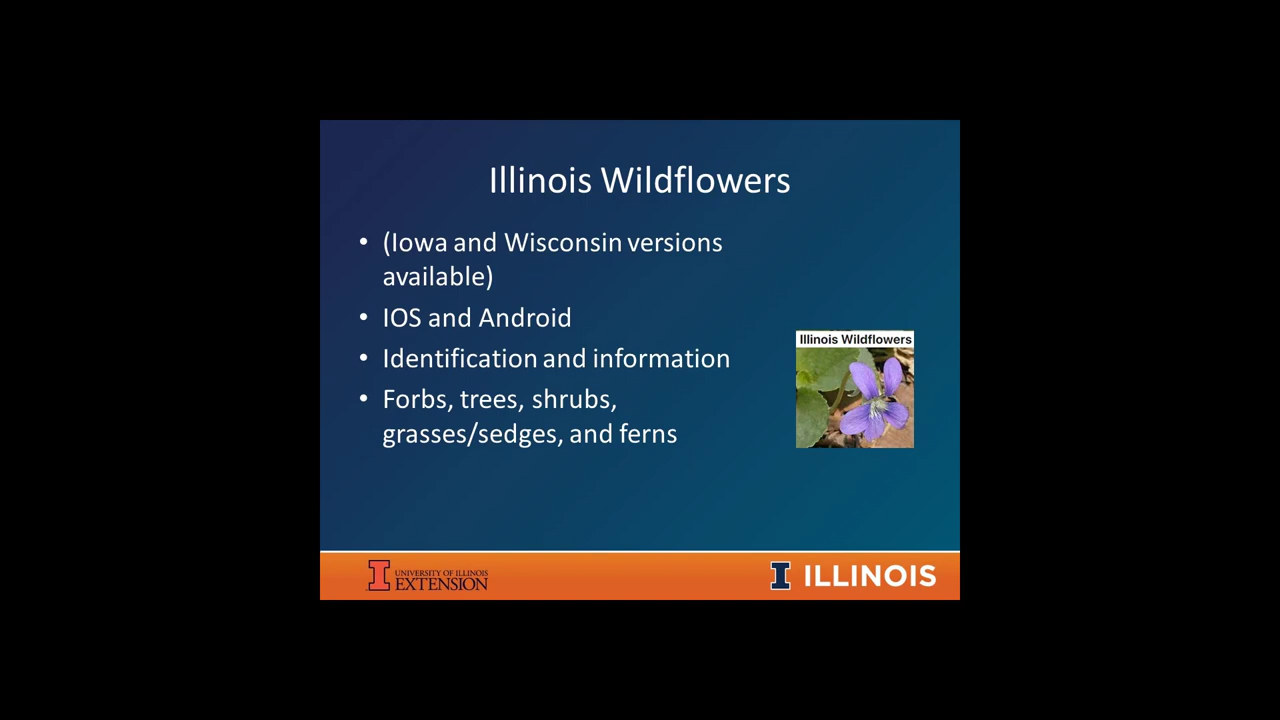 Illinois Wildflowers
• (Iowa and Wisconsin versions
available)
• IOS and Android
• Identification and information
• Forbs, trees, shrubs,
grasses/sedges, and ferns
Illinois Wildflowers
I UNIVERSITY OF ILLINOIS
EXTENSION
I ILLINOIS